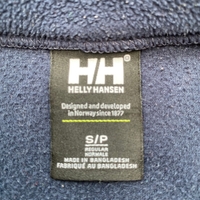 HH
HELLY HANSEN
Designed and developed
in Norway since 1877
S/P
REGULAR
NORMALE
MADE IN BANGLADESH
FABRIQUÉ AU BANGLADESH